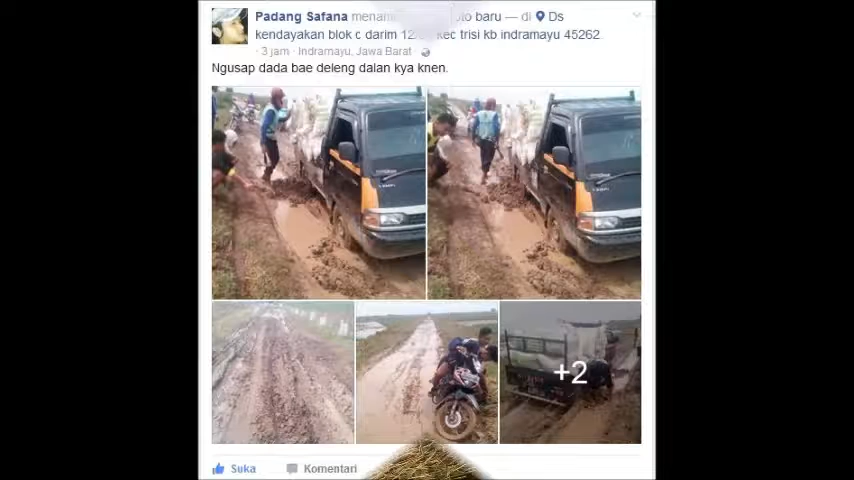 Padang Safana
baru — di Ds
kendayakan blok c darim kec trisi kb indramayu 45262.
3 jam · Indramayu, Jawa Barat ·
Ngusap dada bae deleng dalan kya knen.
+2
Suka Komentari